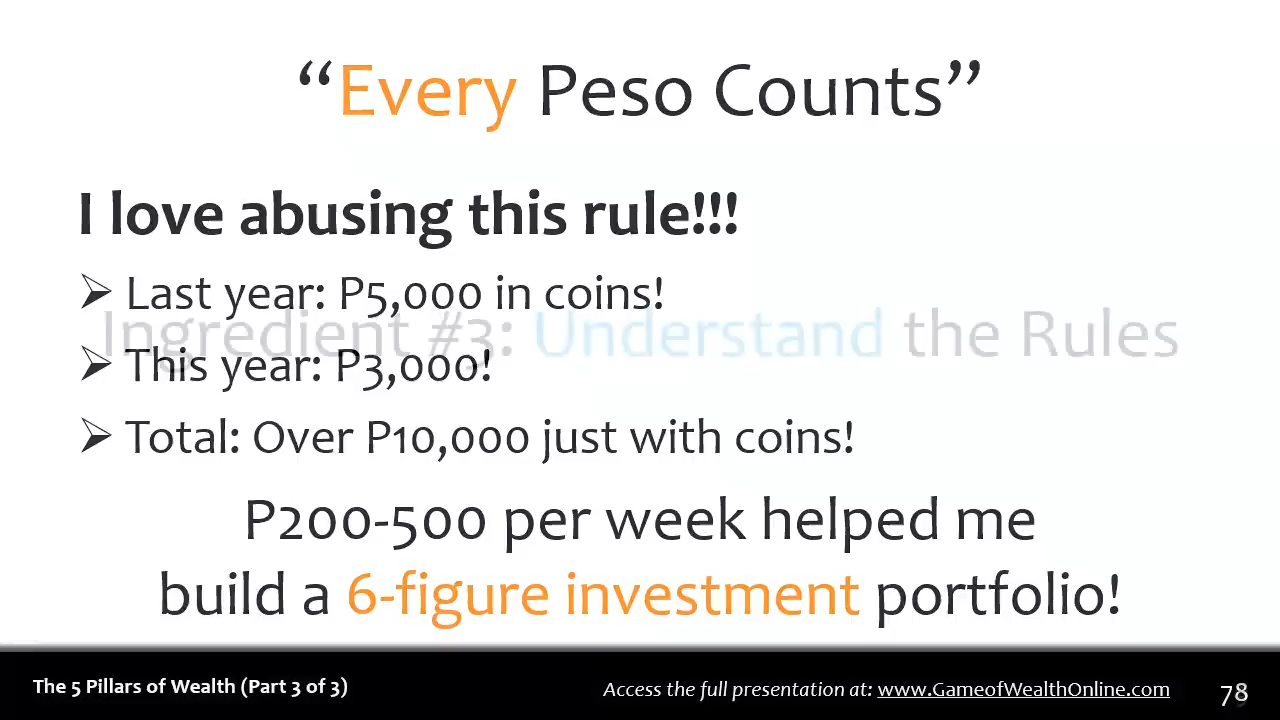 “Every Peso Counts”
I love abusing this rule!!!
➢ Last year: P5,000 in coins!
Ingredient #3: Understand the Rules
➢ This year: P3,000!
➢ Total: Over P10,000 just with coins!
P200-500 per week helped me
build a 6-figure investment portfolio!
The 5 Pillars of Wealth (Part 3 of 3)
Access the full presentation at: www.GameofWealthOnline.com
78